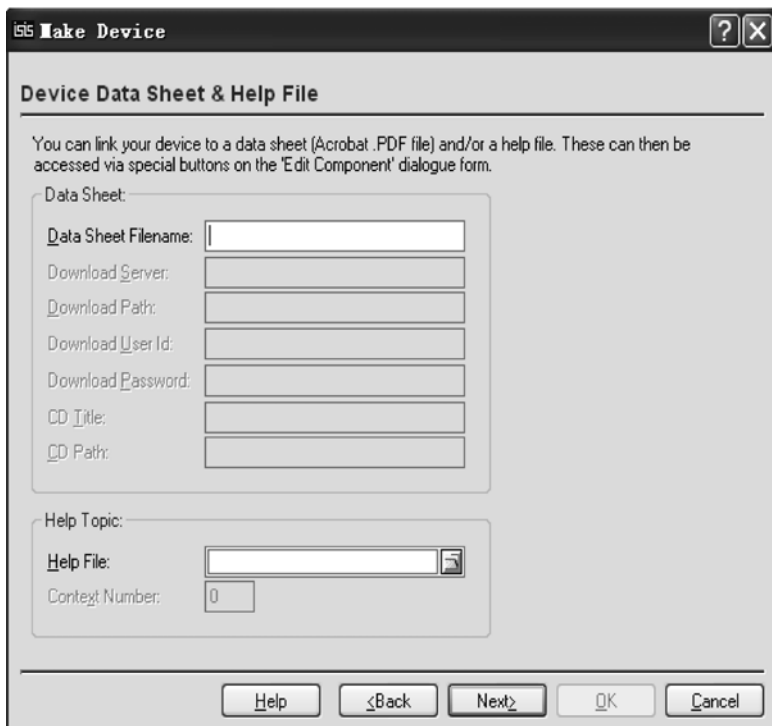 isis Make Device
Device Data Sheet & Help File
You can link your device to a data sheet (Acrobat .PDF file) and/or a help file. These can then be
accessed via special buttons on the 'Edit Component' dialogue form.
Data Sheet:
Data Sheet Filename:
Download Server:
Download Path:
Download User Id:
Download Password:
CD Title:
CD Path:
Help Topic:
Help File:
Context Number: 0
Help <Back Next> OK Cancel